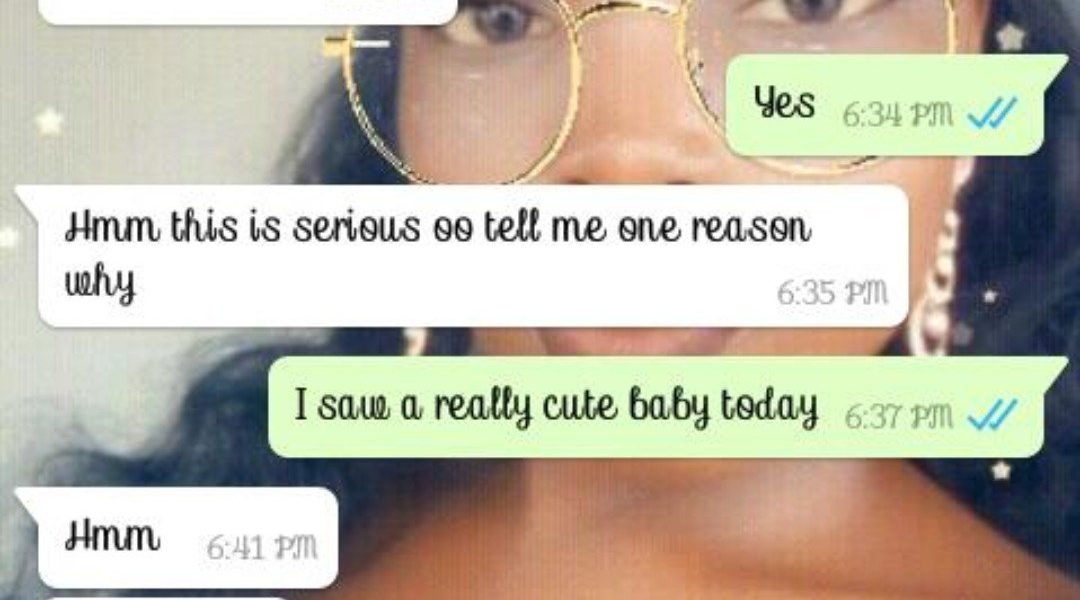 Yes 6:34 PM
Hmm this is serious oo tell me one reason
why 6:35 PM
I saw a really cute baby today 6:37 PM
Hmm 6:41 PM